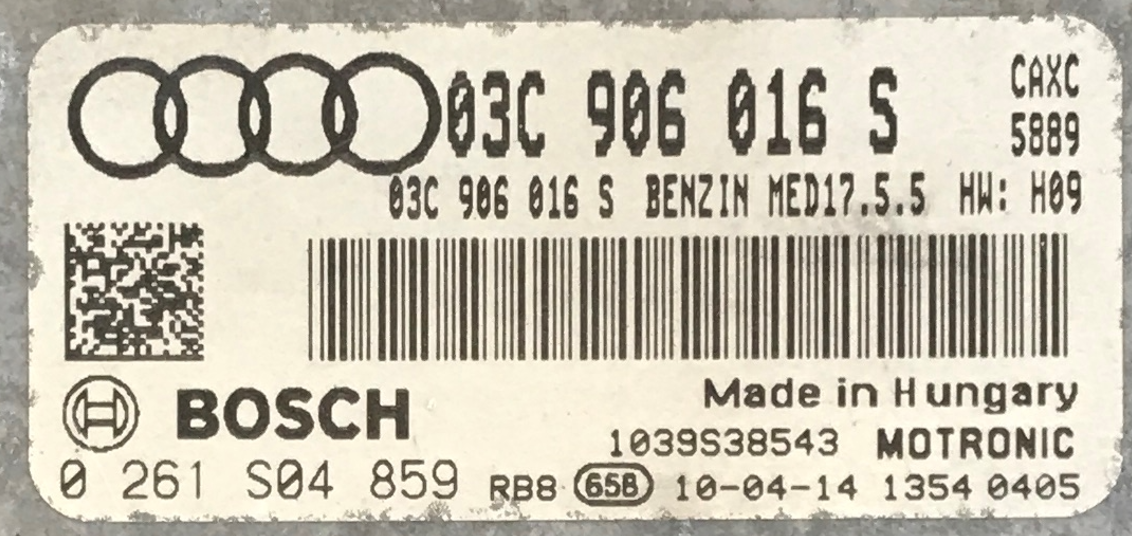 03C 906 016 S CAXC
5889
03C 906 016 S BENZIN MED17.5.5 HW: H09
Made in Hungary
BOSCH
1039S38543 MOTRONIC
0 261 S04 859 RB8 65B 10-04-14 1354 0405